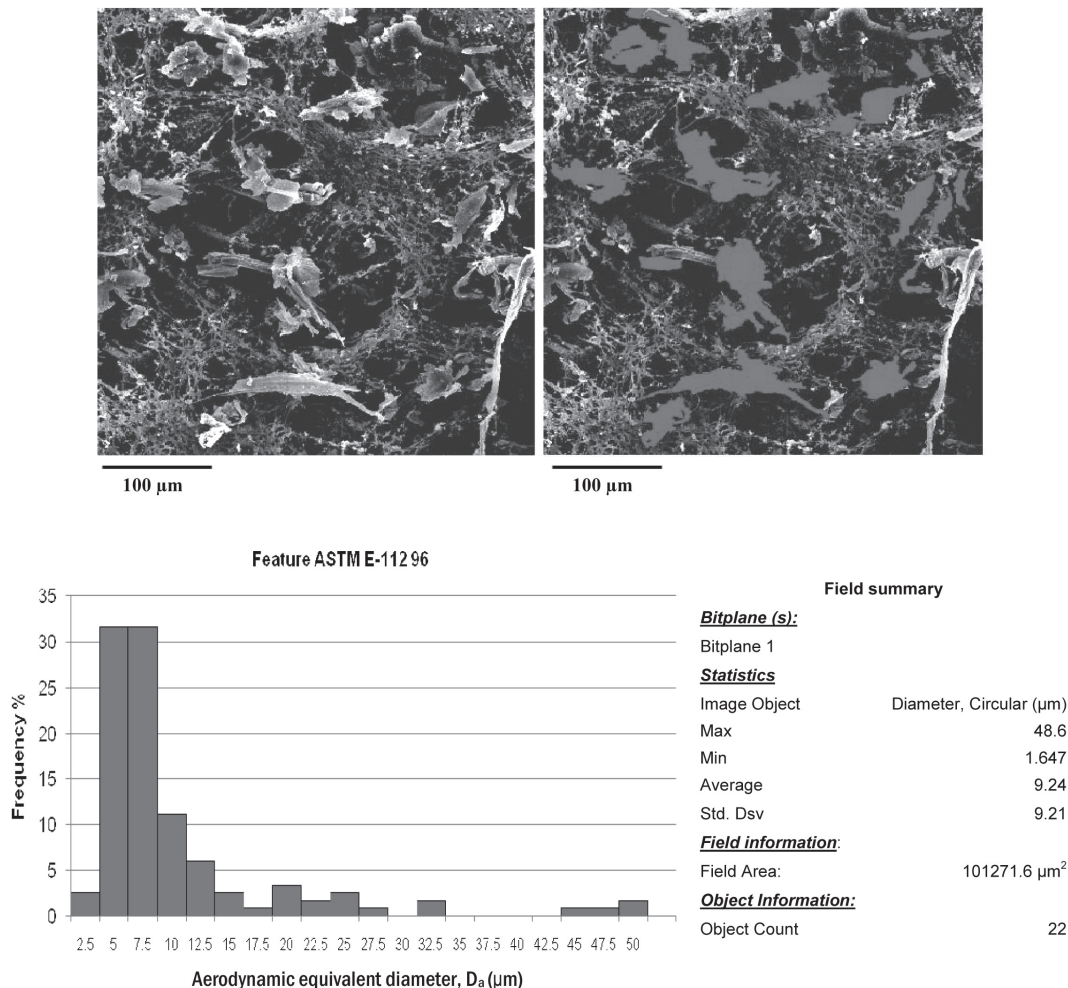 100 µm
100 µm
Feature ASTM E-112 96
Frequency %
35
30
25
20
15
10
5
0
2.5 5 7.5 10 12.5 15 17.5 20 22.5 25 27.5 30 32.5 35 37.5 40 42.5 45 47.5 50
Aerodynamic equivalent diameter, Da (µm)
Field summary
Bitplane (s):
Bitplane 1
Statistics
Image Object Diameter, Circular (µm)
Max 48.6
Min 1.647
Average 9.24
Std. Dsv 9.21
Field information:
Field Area: 101271.6 µm²
Object Information:
Object Count 22